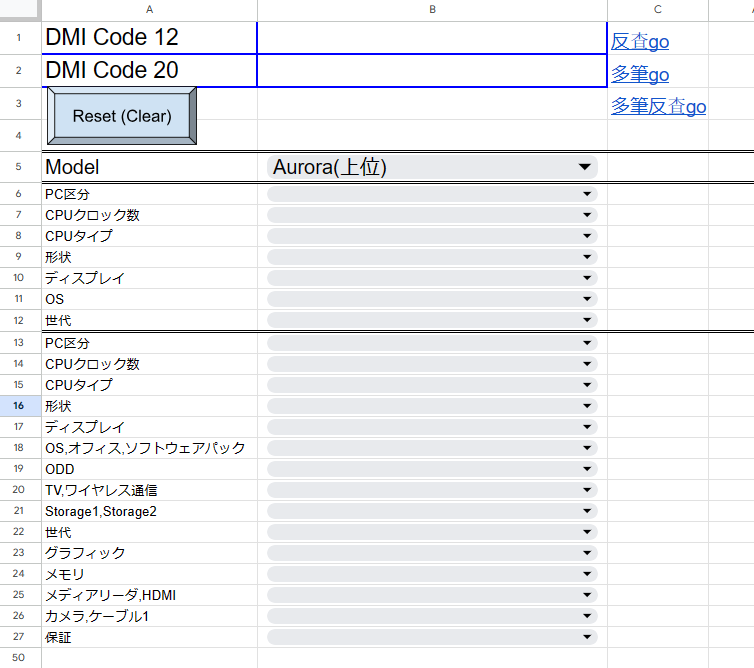 A B C
1 DMI Code 12 反査go
2 DMI Code 20 多筆go
3 Reset (Clear) 多筆反査go
4
5 Model Aurora(上位)
6 PC区分
7 CPUクロック数
8 CPUタイプ
9 形状
10 ディスプレイ
11 OS
12 世代
13 PC区分
14 CPUクロック数
15 CPUタイプ
16 形状
17 ディスプレイ
18 OS,オフィス,ソフトウェアパック
19 ODD
20 TV,ワイヤレス通信
21 Storage1,Storage2
22 世代
23 グラフィック
24 メモリ
25 メディアリーダ,HDMI
26 カメラ,ケーブル1
27 保証
50